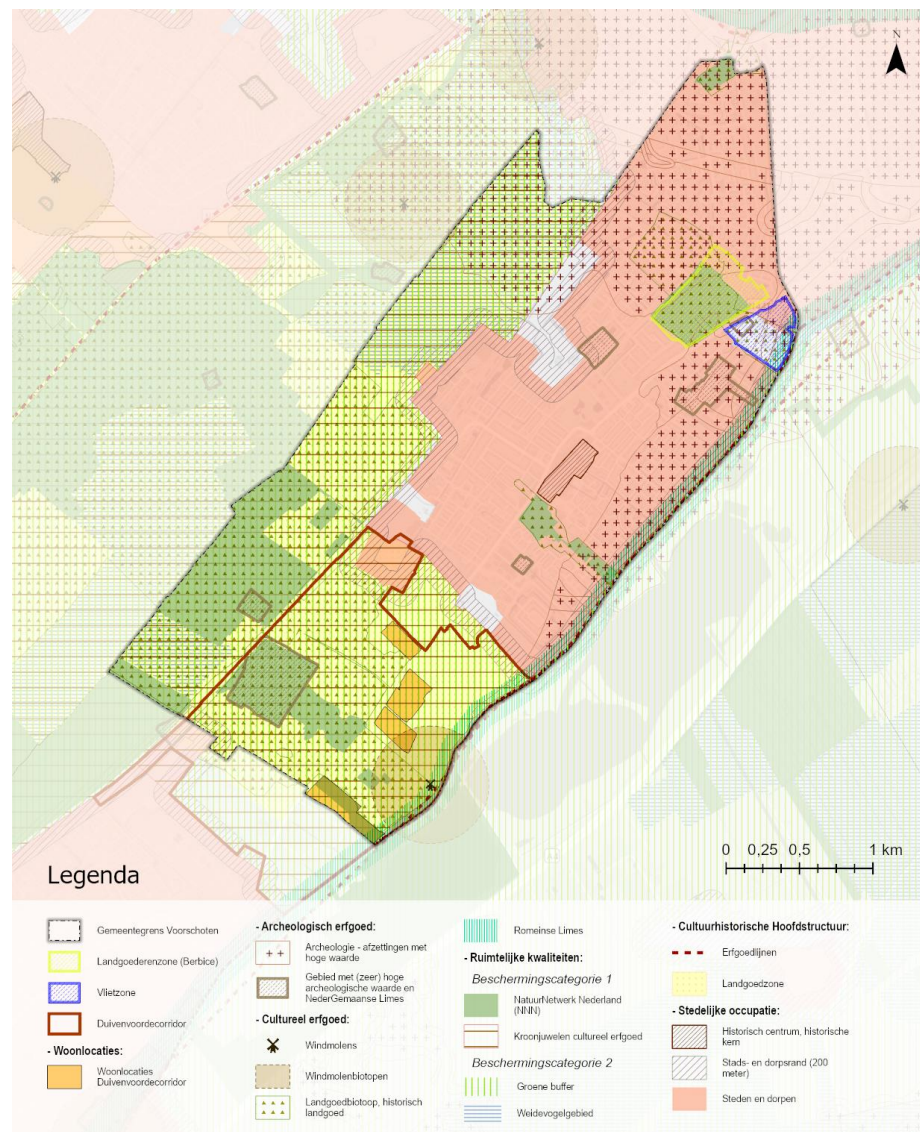 N
0 0,25 0,5 1 km
Legenda
Gemeentegrens Voorschoten
Landgoederenzone (Berbice)
Vlietzone
Duivenvoordecorridor
- Woonlocaties:
Woonlocaties
Duivenvoordecorridor
- Archeologisch erfgoed:
Archeologie - afzettingen met
hoge waarde
Gebied met (zeer) hoge
archeologische waarde en
NederGemaanse Limes
- Cultureel erfgoed:
Windmolens
Windmolenbiotopen
Landgoedbiotoop, historisch
landgoed
Romeinse Limes
- Ruimtelijke kwaliteiten:
Beschermingscategorie 1
NatuurNetwerk Nederland
(NNN)
Kroonjuwelen cultureel erfgoed
Beschermingscategorie 2
Groene buffer
Weidevogelgebied
- Cultuurhistorische Hoofdstructuur:
Erfgoedlijnen
Landgoedzone
- Stedelijke occupatie:
Historisch centrum, historische
kern
Stads- en dorpsrand (200
meter)
Steden en dorpen